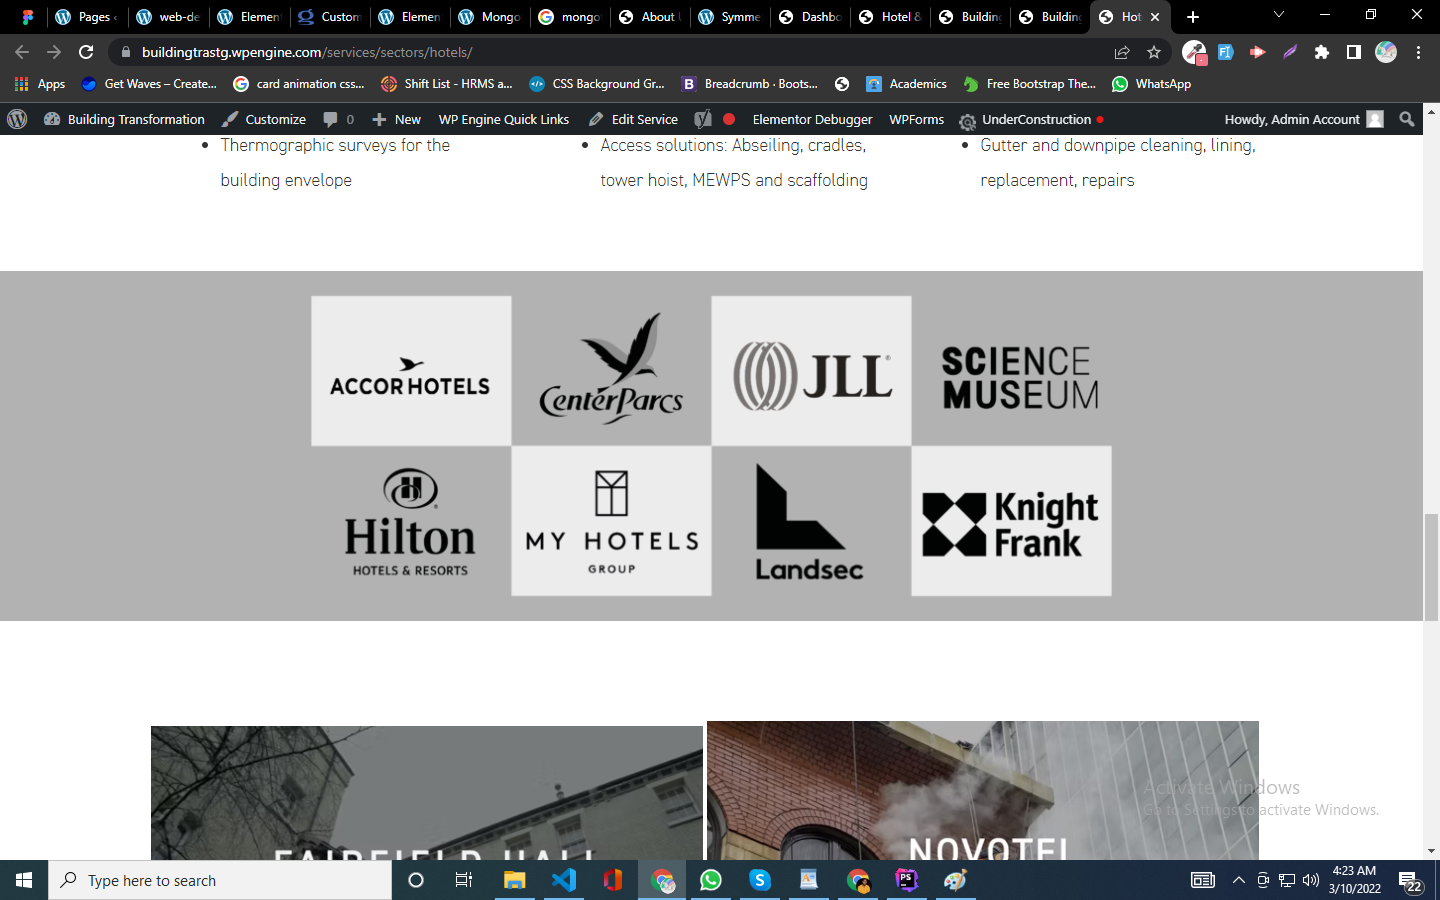 Pages
web-de
Elemen
Custom
Elemen
Mongo
mongo
About
Symme
Dashbo
Hotel &
Building
Building
Hot
buildingtrastg.wpengine.com/services/sectors/hotels/
Apps
Get Waves – Create...
card animation css...
Shift List - HRMS a...
CSS Background Gr...
Breadcrumb · Boots...
Academics
Free Bootstrap The...
WhatsApp
Building Transformation
Customize
0
New
WP Engine Quick Links
Edit Service
Elementor Debugger
WPForms
UnderConstruction
Howdy, Admin Account
• Thermographic surveys for the
building envelope
• Access solutions: Abseiling, cradles,
tower hoist, MEWPS and scaffolding
• Gutter and downpipe cleaning, lining,
replacement, repairs
ACCOR HOTELS
CenterParcs
JLL®
SCIENCE
MUSEUM
Hilton
HOTELS & RESORTS
MY HOTELS
GROUP
Landsec
Knight
Frank
FAIRFIELD HALL
NOVOTEL
Activate Windows
Go to Settings to activate Windows.
Type here to search
PS
4:23 AM
3/10/2022
22